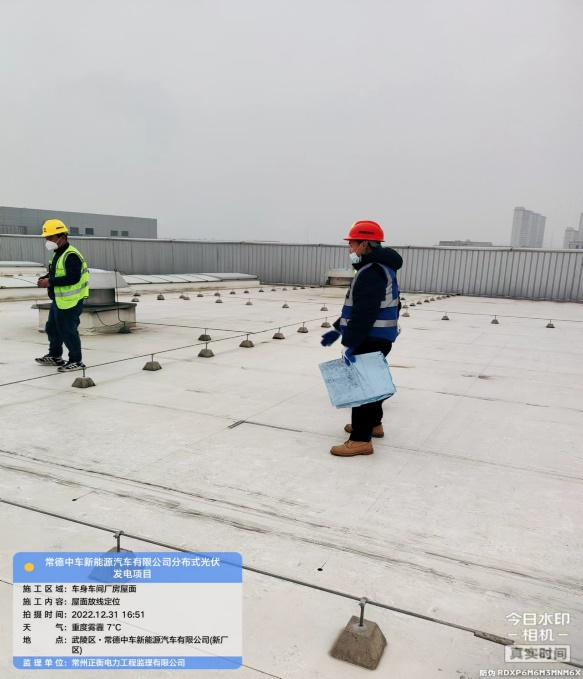 常德中车新能源汽车有限公司分布式光伏
发电项目
施工区域：车身车间厂房屋面
施工内容：屋面放线定位
拍摄时间：2022.12.31 16:51
天气：重度雾霾 7℃
地点：武陵区·常德中车新能源汽车有限公司(新厂
区)
监理单位：常州正衡电力工程监理有限公司
今日水印
相机
真实时间
防伪 RDXP6M6M3MNM6X